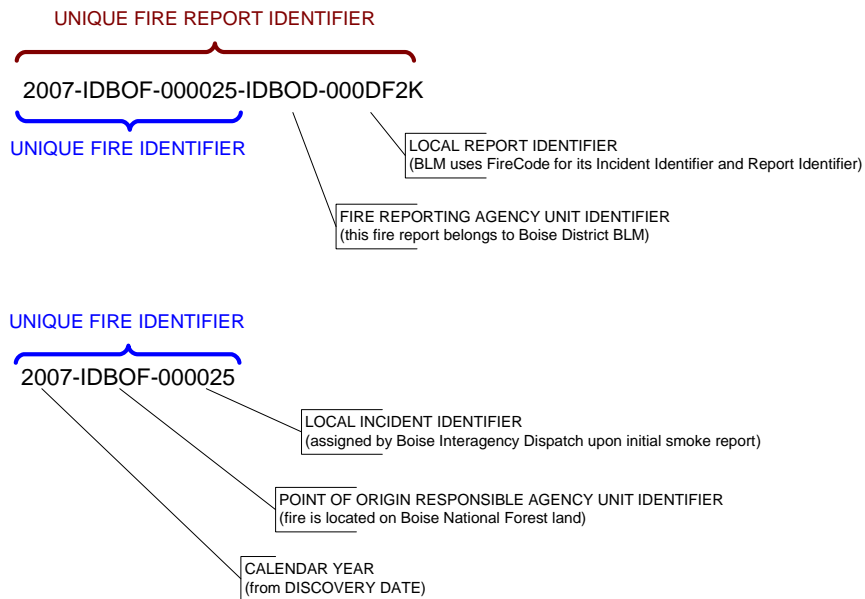 UNIQUE FIRE REPORT IDENTIFIER
2007-IDBOF-000025-IDBOD-000DF2K
UNIQUE FIRE IDENTIFIER
LOCAL REPORT IDENTIFIER
(BLM uses FireCode for its Incident Identifier and Report Identifier)
FIRE REPORTING AGENCY UNIT IDENTIFIER
(this fire report belongs to Boise District BLM)
UNIQUE FIRE IDENTIFIER
2007-IDBOF-000025
LOCAL INCIDENT IDENTIFIER
(assigned by Boise Interagency Dispatch upon initial smoke report)
POINT OF ORIGIN RESPONSIBLE AGENCY UNIT IDENTIFIER
(fire is located on Boise National Forest land)
CALENDAR YEAR
(from DISCOVERY DATE)